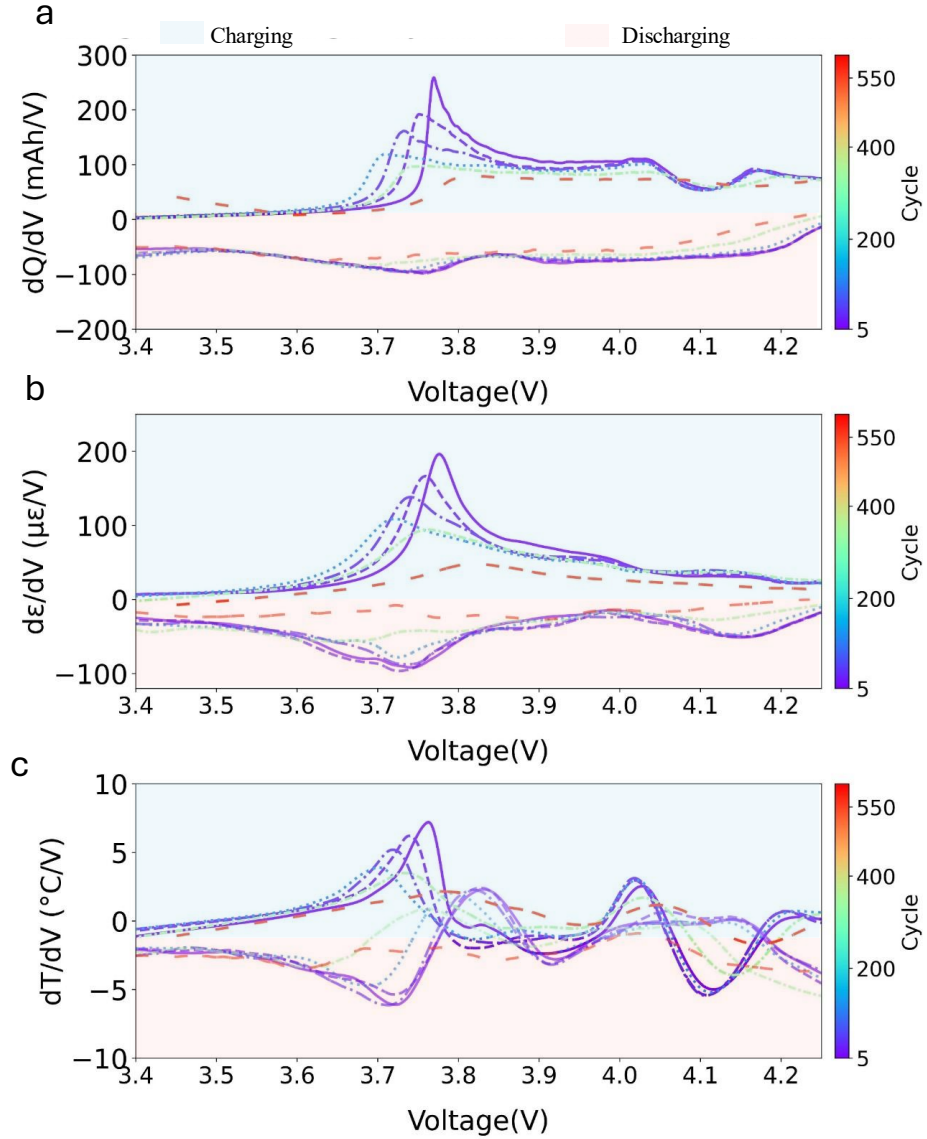 a
Charging Discharging
300
200
100
0
−100
−200
dQ/dV (mAh/V)
3.4 3.5 3.6 3.7 3.8 3.9 4.0 4.1 4.2
Voltage(V)
550
400
200
5
Cycle
b
200
100
0
−100
dε/dV (με/V)
3.4 3.5 3.6 3.7 3.8 3.9 4.0 4.1 4.2
Voltage(V)
550
400
200
5
Cycle
c
10
5
0
−5
−10
dT/dV (°C/V)
3.4 3.5 3.6 3.7 3.8 3.9 4.0 4.1 4.2
Voltage(V)
550
400
200
5
Cycle